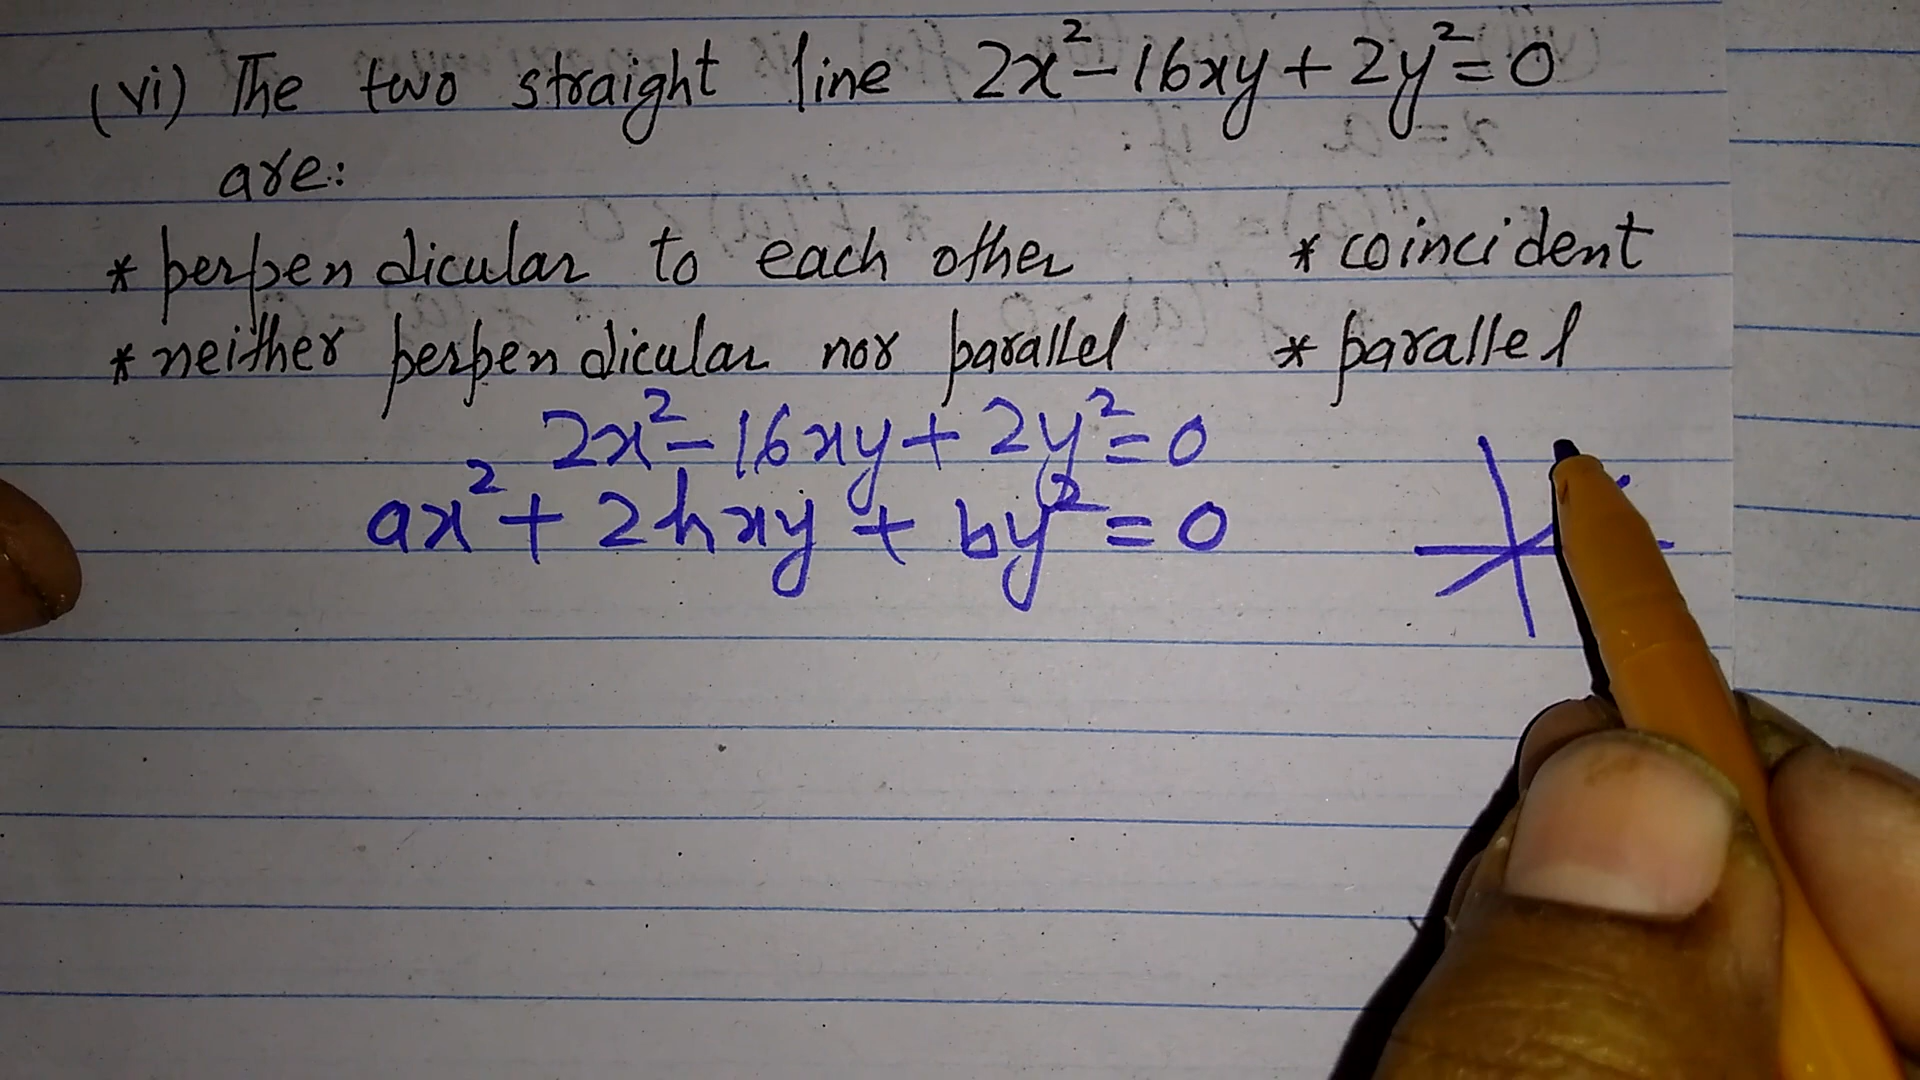 (vi) The two straight line 2x²-16xy+2y²=0
are:
* perpendicular to each other * coincident
* neither perpendicular nor parallel * parallel
2x²-16xy+2y²=0
ax²+2hxy+by²=0